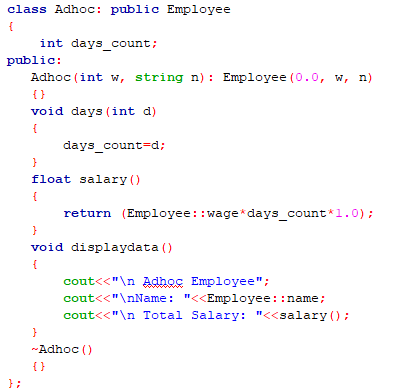 class Adhoc: public Employee
{
int days_count;
public:
Adhoc(int w, string n): Employee(0.0, w, n)
{}
void days(int d)
{
days_count=d;
}
float salary()
{
return (Employee::wage*days_count*1.0);
}
void displaydata()
{
cout<<"\n Adhoc Employee";
cout<<"\nName: "<<Employee::name;
cout<<"\n Total Salary: "<<salary();
}
~Adhoc()
{}
};